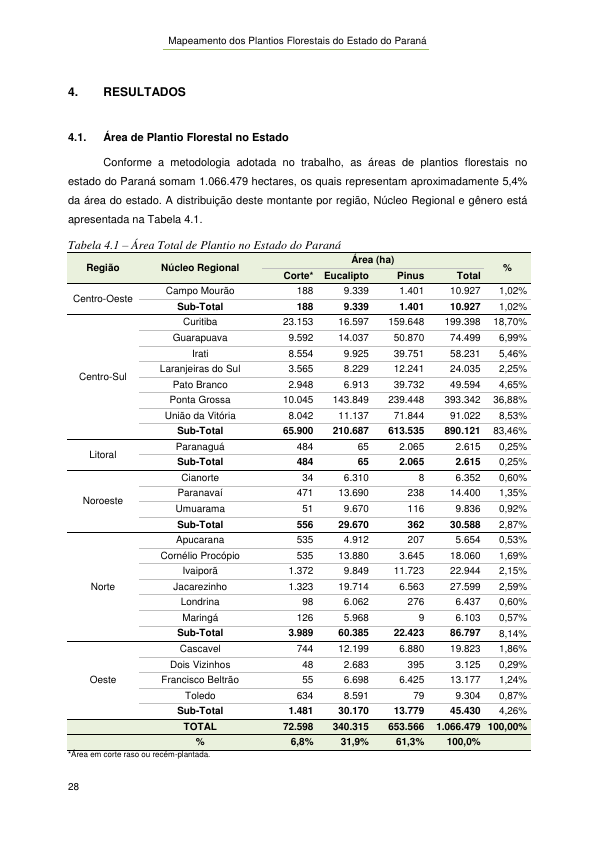 Mapeamento dos Plantios Florestais do Estado do Paraná
4. RESULTADOS
4.1. Área de Plantio Florestal no Estado
Conforme a metodologia adotada no trabalho, as áreas de plantios florestais no
estado do Paraná somam 1.066.479 hectares, os quais representam aproximadamente 5,4%
da área do estado. A distribuição deste montante por região, Núcleo Regional e gênero está
apresentada na Tabela 4.1.
Tabela 4.1 – Área Total de Plantio no Estado do Paraná
Região Núcleo Regional Área (ha) %
Corte* Eucalipto Pinus Total
Centro-Oeste Campo Mourão 188 9.339 1.401 10.927 1,02%
Sub-Total 188 9.339 1.401 10.927 1,02%
Centro-Sul Curitiba 23.153 16.597 159.648 199.398 18,70%
Guarapuava 9.592 14.037 50.870 74.499 6,99%
Irati 8.554 9.925 39.751 58.231 5,46%
Laranjeiras do Sul 3.565 8.229 12.241 24.035 2,25%
Pato Branco 2.948 6.913 39.732 49.594 4,65%
Ponta Grossa 10.045 143.849 239.448 393.342 36,88%
União da Vitória 8.042 11.137 71.844 91.022 8,53%
Sub-Total 65.900 210.687 613.535 890.121 83,46%
Litoral Paranaguá 484 65 2.065 2.615 0,25%
Sub-Total 484 65 2.065 2.615 0,25%
Noroeste Cianorte 34 6.310 8 6.352 0,60%
Paranavaí 471 13.690 238 14.400 1,35%
Umuarama 51 9.670 116 9.836 0,92%
Sub-Total 556 29.670 362 30.588 2,87%
Norte Apucarana 535 4.912 207 5.654 0,53%
Cornélio Procópio 535 13.880 3.645 18.060 1,69%
Ivaiporã 1.372 9.849 11.723 22.944 2,15%
Jacarezinho 1.323 19.714 6.563 27.599 2,59%
Londrina 98 6.062 276 6.437 0,60%
Maringá 126 5.968 9 6.103 0,57%
Sub-Total 3.989 60.385 22.423 86.797 8,14%
Oeste Cascavel 744 12.199 6.880 19.823 1,86%
Dois Vizinhos 48 2.683 395 3.125 0,29%
Francisco Beltrão 55 6.698 6.425 13.177 1,24%
Toledo 634 8.591 79 9.304 0,87%
Sub-Total 1.481 30.170 13.779 45.430 4,26%
TOTAL 72.598 340.315 653.566 1.066.479 100,00%
% 6,8% 31,9% 61,3% 100,0%
*Área em corte raso ou recém-plantada.
28